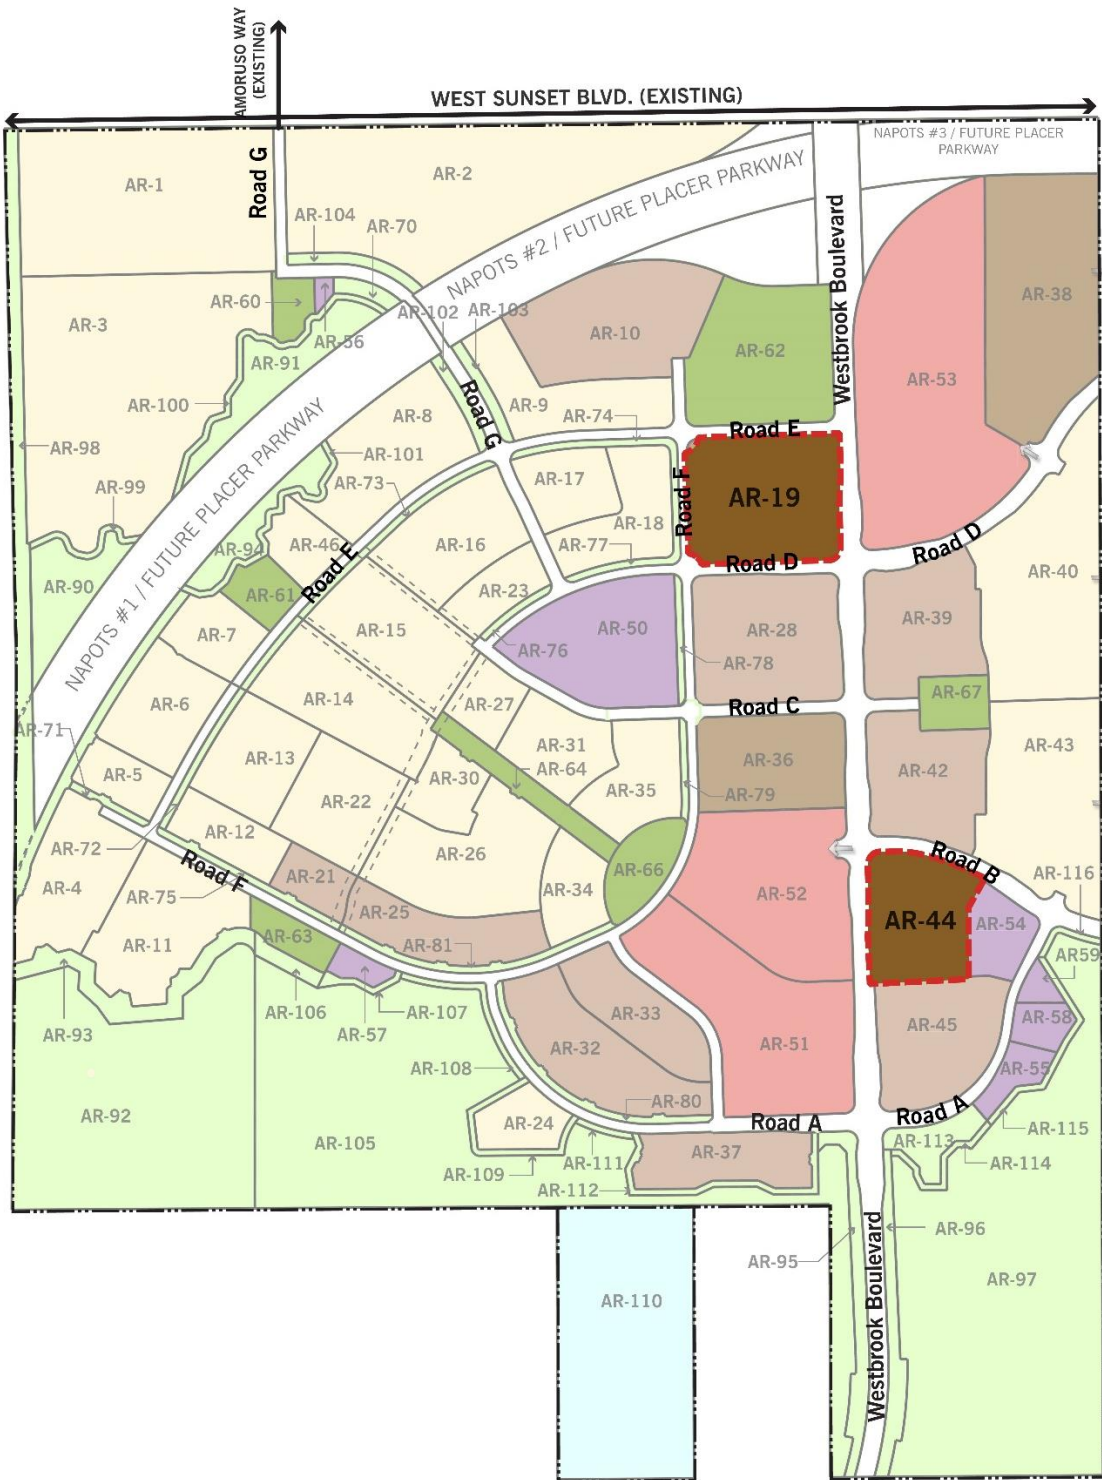 AMORUSO WAY
(EXISTING)
WEST SUNSET BLVD. (EXISTING)
NAPOTS #3 / FUTURE PLACER
PARKWAY
NAPOTS #2 / FUTURE PLACER PARKWAY
Road G
AR-1
AR-2
AR-104
AR-70
Westbrook Boulevard
AR-60
AR-56
AR-102
AR-103
AR-38
AR-3
AR-10
AR-62
AR-53
AR-91
AR-100
AR-8
AR-9
AR-74
Road G
Road E
AR-98
AR-101
AR-99
AR-73
AR-17
Road F
AR-19
AR-18
AR-77
Road D
Road D
NAPOTS #1 / FUTURE PLACER PARKWAY
AR-94
AR-46
Road E
AR-16
AR-90
AR-61
AR-23
AR-40
AR-7
AR-15
AR-76
AR-50
AR-28
AR-39
AR-78
AR-6
AR-14
AR-27
Road C
AR-67
AR-71
AR-13
AR-31
AR-64
AR-36
AR-42
AR-43
AR-5
AR-30
AR-35
AR-79
AR-22
AR-12
AR-72
AR-26
Road B
AR-4
Road F
AR-75
AR-21
AR-34
AR-66
AR-52
AR-116
AR-25
AR-44
AR-54
AR-11
AR-63
AR-81
AR59
AR-93
AR-106
AR-57
AR-107
AR-33
AR-32
AR-51
AR-45
AR-58
AR-55
AR-108
AR-92
AR-105
AR-24
AR-80
Road A
Road A
AR-115
AR-109
AR-111
AR-112
AR-37
AR-113
AR-114
AR-95
AR-96
Westbrook Boulevard
AR-97
AR-110